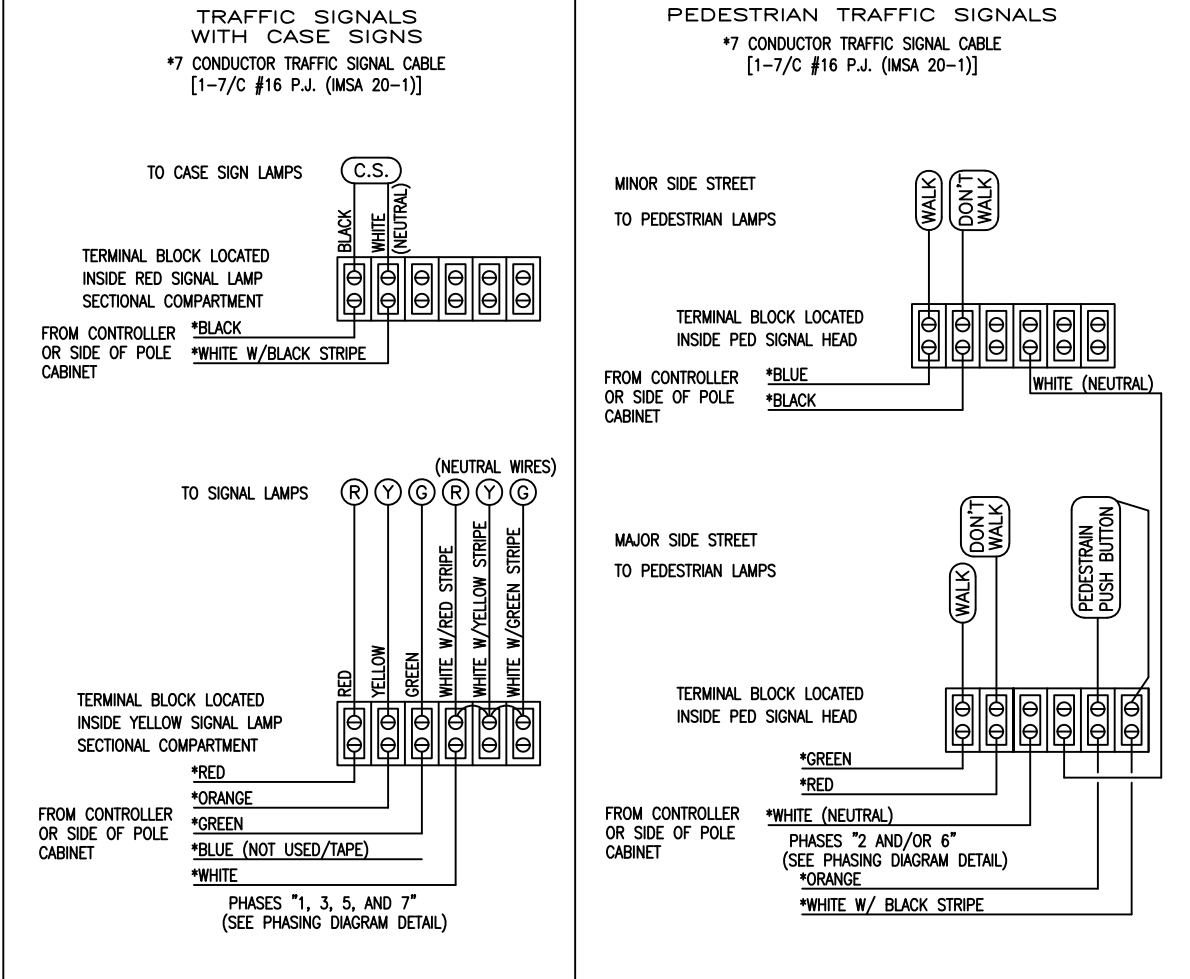 TRAFFIC SIGNALS
WITH CASE SIGNS
*7 CONDUCTOR TRAFFIC SIGNAL CABLE
[1-7/C #16 P.J. (IMSA 20-1)]
TO CASE SIGN LAMPS
C.S.
BLACK
WHITE
(NEUTRAL)
TERMINAL BLOCK LOCATED
INSIDE RED SIGNAL LAMP
SECTIONAL COMPARTMENT
FROM CONTROLLER
OR SIDE OF POLE
CABINET
*BLACK
*WHITE W/BLACK STRIPE
(NEUTRAL WIRES)
TO SIGNAL LAMPS
R Y G R Y G
RED
YELLOW
GREEN
WHITE W/RED STRIPE
WHITE W/YELLOW STRIPE
WHITE W/GREEN STRIPE
TERMINAL BLOCK LOCATED
INSIDE YELLOW SIGNAL LAMP
SECTIONAL COMPARTMENT
*RED
*ORANGE
*GREEN
*BLUE (NOT USED/TAPE)
*WHITE
FROM CONTROLLER
OR SIDE OF POLE
CABINET
PHASES "1, 3, 5, AND 7"
(SEE PHASING DIAGRAM DETAIL)
PEDESTRIAN TRAFFIC SIGNALS
*7 CONDUCTOR TRAFFIC SIGNAL CABLE
[1-7/C #16 P.J. (IMSA 20-1)]
MINOR SIDE STREET
TO PEDESTRIAN LAMPS
WALK
DON'T
WALK
TERMINAL BLOCK LOCATED
INSIDE PED SIGNAL HEAD
FROM CONTROLLER
OR SIDE OF POLE
CABINET
*BLUE
*BLACK
WHITE (NEUTRAL)
MAJOR SIDE STREET
TO PEDESTRIAN LAMPS
WALK
DON'T
WALK
PEDESTRAIN
PUSH BUTTON
TERMINAL BLOCK LOCATED
INSIDE PED SIGNAL HEAD
*GREEN
*RED
FROM CONTROLLER
OR SIDE OF POLE
CABINET
*WHITE (NEUTRAL)
PHASES "2 AND/OR 6"
(SEE PHASING DIAGRAM DETAIL)
*ORANGE
*WHITE W/ BLACK STRIPE